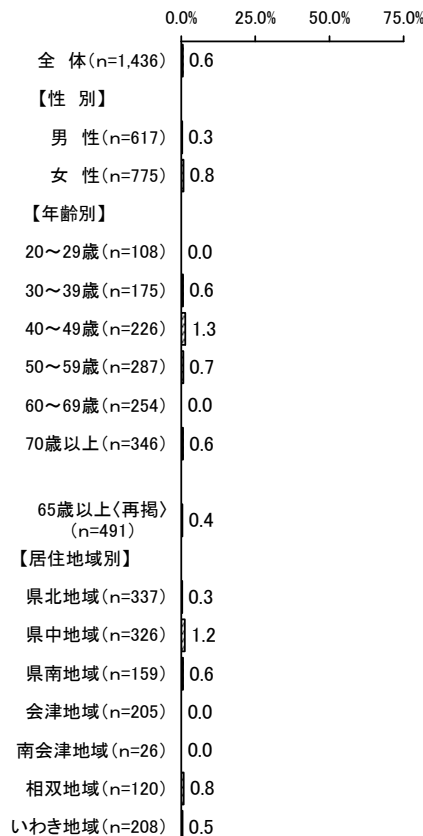 0.0% 25.0% 50.0% 75.0%
全 体(n=1,436) 0.6
【性 別】
男 性(n=617) 0.3
女 性(n=775) 0.8
【年齢別】
20～29歳(n=108) 0.0
30～39歳(n=175) 0.6
40～49歳(n=226) 1.3
50～59歳(n=287) 0.7
60～69歳(n=254) 0.0
70歳以上(n=346) 0.6
65歳以上〈再掲〉
(n=491) 0.4
【居住地域別】
県北地域(n=337) 0.3
県中地域(n=326) 1.2
県南地域(n=159) 0.6
会津地域(n=205) 0.0
南会津地域(n=26) 0.0
相双地域(n=120) 0.8
いわき地域(n=208) 0.5